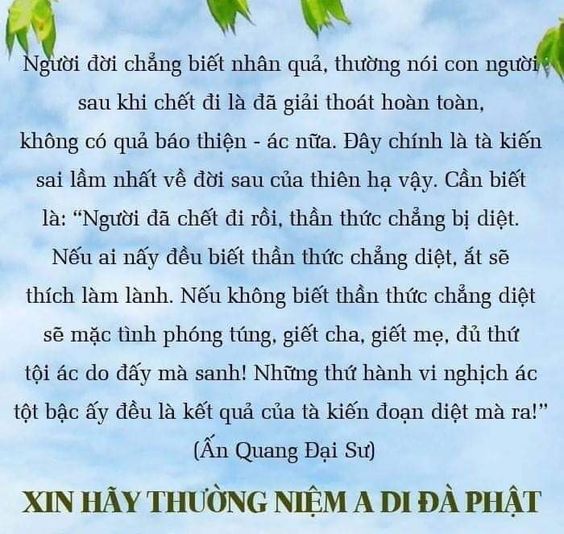 Người đời chẳng biết nhân quả, thường nói con người
sau khi chết đi là đã giải thoát hoàn toàn,
không có quả báo thiện - ác nữa. Đây chính là tà kiến
sai lầm nhất về đời sau của thiên hạ vậy. Cần biết
là: “Người đã chết đi rồi, thần thức chẳng bị diệt.
Nếu ai nấy đều biết thần thức chẳng diệt, ắt sẽ
thích làm lành. Nếu không biết thần thức chẳng diệt
sẽ mặc tình phóng túng, giết cha, giết mẹ, đủ thứ
tội ác do đấy mà sanh! Những thứ hành vi nghịch ác
tột bậc ấy đều là kết quả của tà kiến đoạn diệt mà ra!”
(Ấn Quang Đại Sư)
XIN HÃY THƯỜNG NIỆM A DI ĐÀ PHẬT